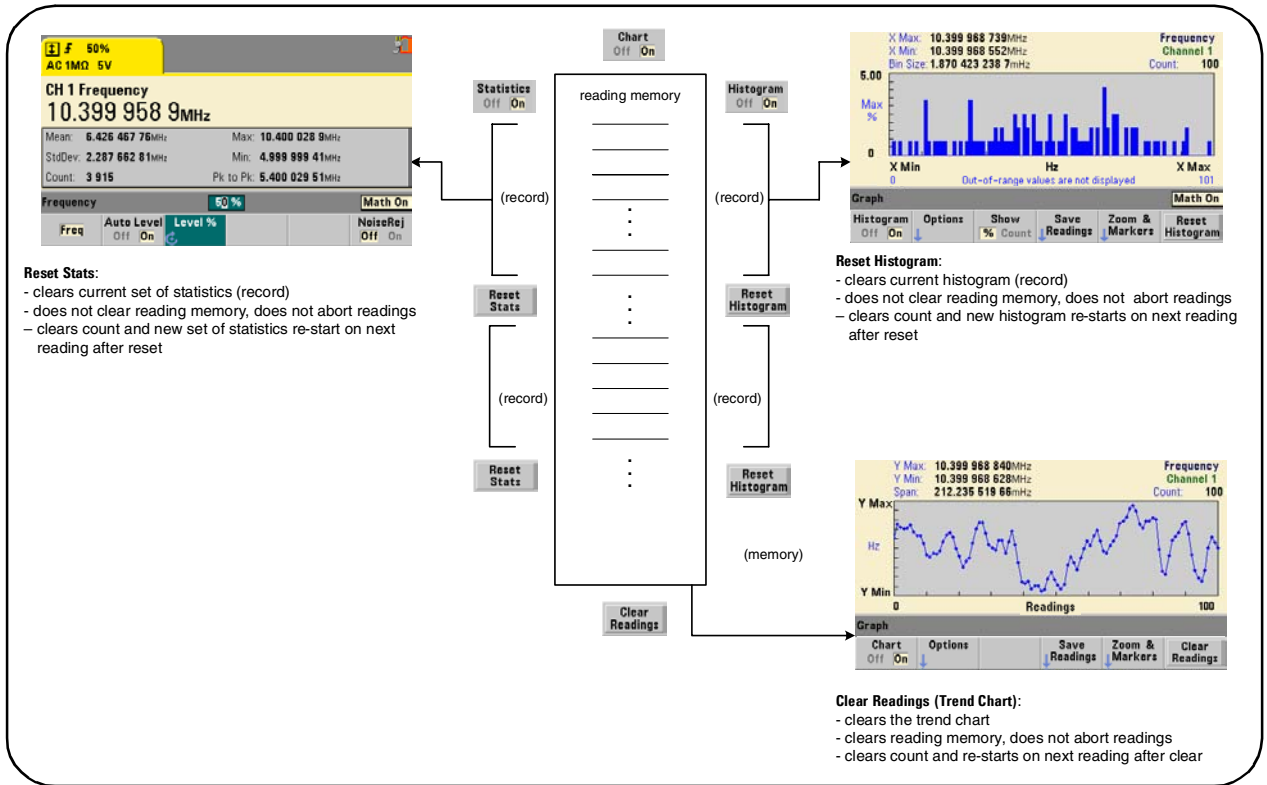 50%
AC 1MΩ 5V
CH 1 Frequency
10.399 958 9MHz
Mean: 6.426 467 76MHz Max: 10.400 028 9MHz
StdDev: 2.287 662 81MHz Min: 4.999 999 41MHz
Count: 3 915 Pk to Pk: 5.400 029 51MHz
Frequency 50 % Math On
Freq Auto Level Off On Level % NoiseRej Off On
Reset Stats:
- clears current set of statistics (record)
- does not clear reading memory, does not abort readings
– clears count and new set of statistics re-start on next
reading after reset
Chart
Off On
Statistics
Off On
reading memory
Histogram
Off On
(record)
(record)
Reset
Stats
Reset
Histogram
(record)
(record)
Reset
Stats
Reset
Histogram
(memory)
Clear
Readings
X Max: 10.399 968 739MHz Frequency
X Min: 10.399 968 552MHz Channel 1
Bin Size: 1.870 423 238 7mHz Count: 100
5.00
Max
%
0
X Min Hz X Max
0 Out-of-range values are not displayed 101
Graph Math On
Histogram Off On Options Show % Count Save Readings Zoom & Markers Reset Histogram
Reset Histogram:
- clears current histogram (record)
- does not clear reading memory, does not abort readings
– clears count and new histogram re-starts on next reading
after reset
Y Max: 10.399 968 840MHz Frequency
Y Min: 10.399 968 628MHz Channel 1
Span: 212.235 519 66mHz Count: 100
Y Max
Hz
Y Min
0 Readings 100
Graph
Chart Off On Options Save Readings Zoom & Markers Clear Readings
Clear Readings (Trend Chart):
- clears the trend chart
- clears reading memory, does not abort readings
- clears count and re-starts on next reading after clear